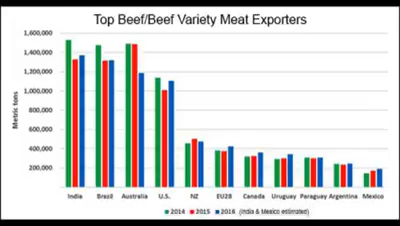 Top Beef/Beef Variety Meat Exporters
Metric tons
1,600,000
1,400,000
1,200,000
1,000,000
800,000
600,000
400,000
200,000
India Brazil Australia U.S. NZ EU28 Canada Uruguay Paraguay Argentina Mexico
2014 2015 2016 (India & Mexico estimated)